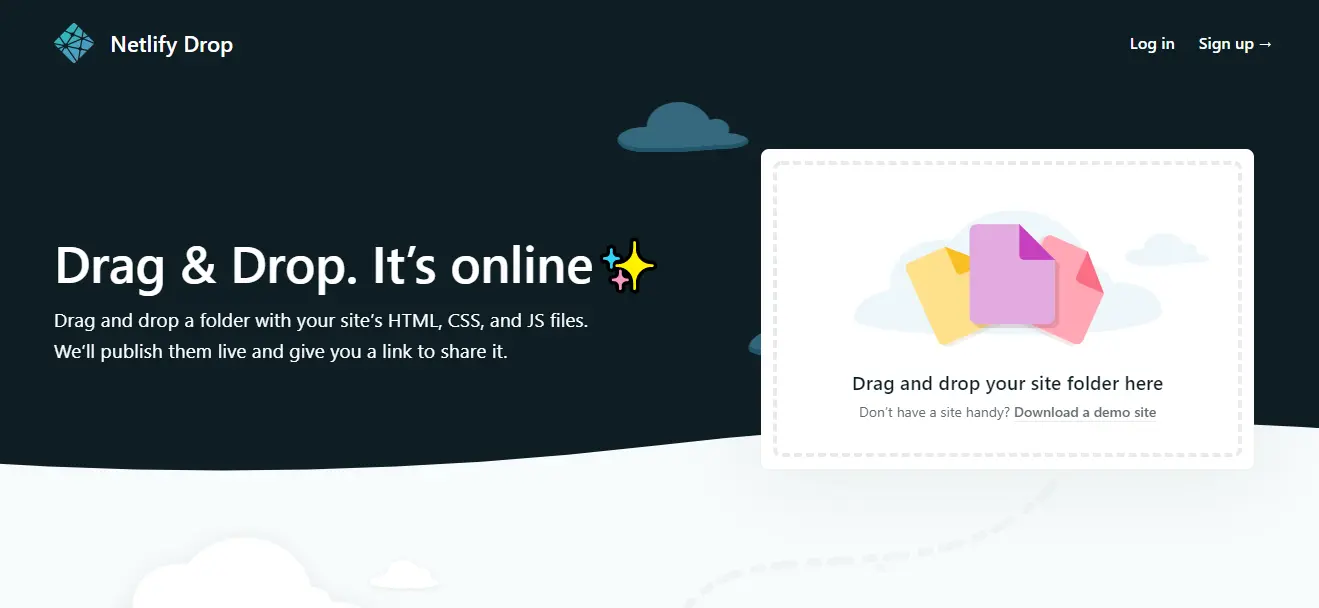 Netlify Drop
Log in
Sign up →
Drag & Drop. It’s online
Drag and drop a folder with your site’s HTML, CSS, and JS files.
We’ll publish them live and give you a link to share it.
Drag and drop your site folder here
Don’t have a site handy? Download a demo site